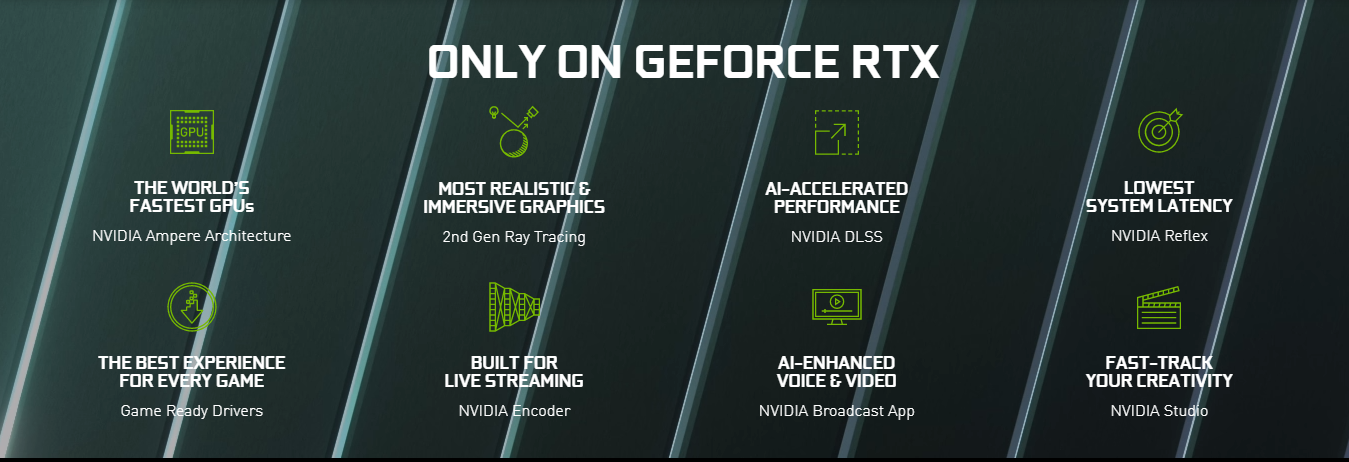 ONLY ON GEFORCE RTX
GPU
THE WORLD'S
FASTEST GPUs
NVIDIA Ampere Architecture
MOST REALISTIC &
IMMERSIVE GRAPHICS
2nd Gen Ray Tracing
AI-ACCELERATED
PERFORMANCE
NVIDIA DLSS
LOWEST
SYSTEM LATENCY
NVIDIA Reflex
THE BEST EXPERIENCE
FOR EVERY GAME
Game Ready Drivers
BUILT FOR
LIVE STREAMING
NVIDIA Encoder
AI-ENHANCED
VOICE & VIDEO
NVIDIA Broadcast App
FAST-TRACK
YOUR CREATIVITY
NVIDIA Studio